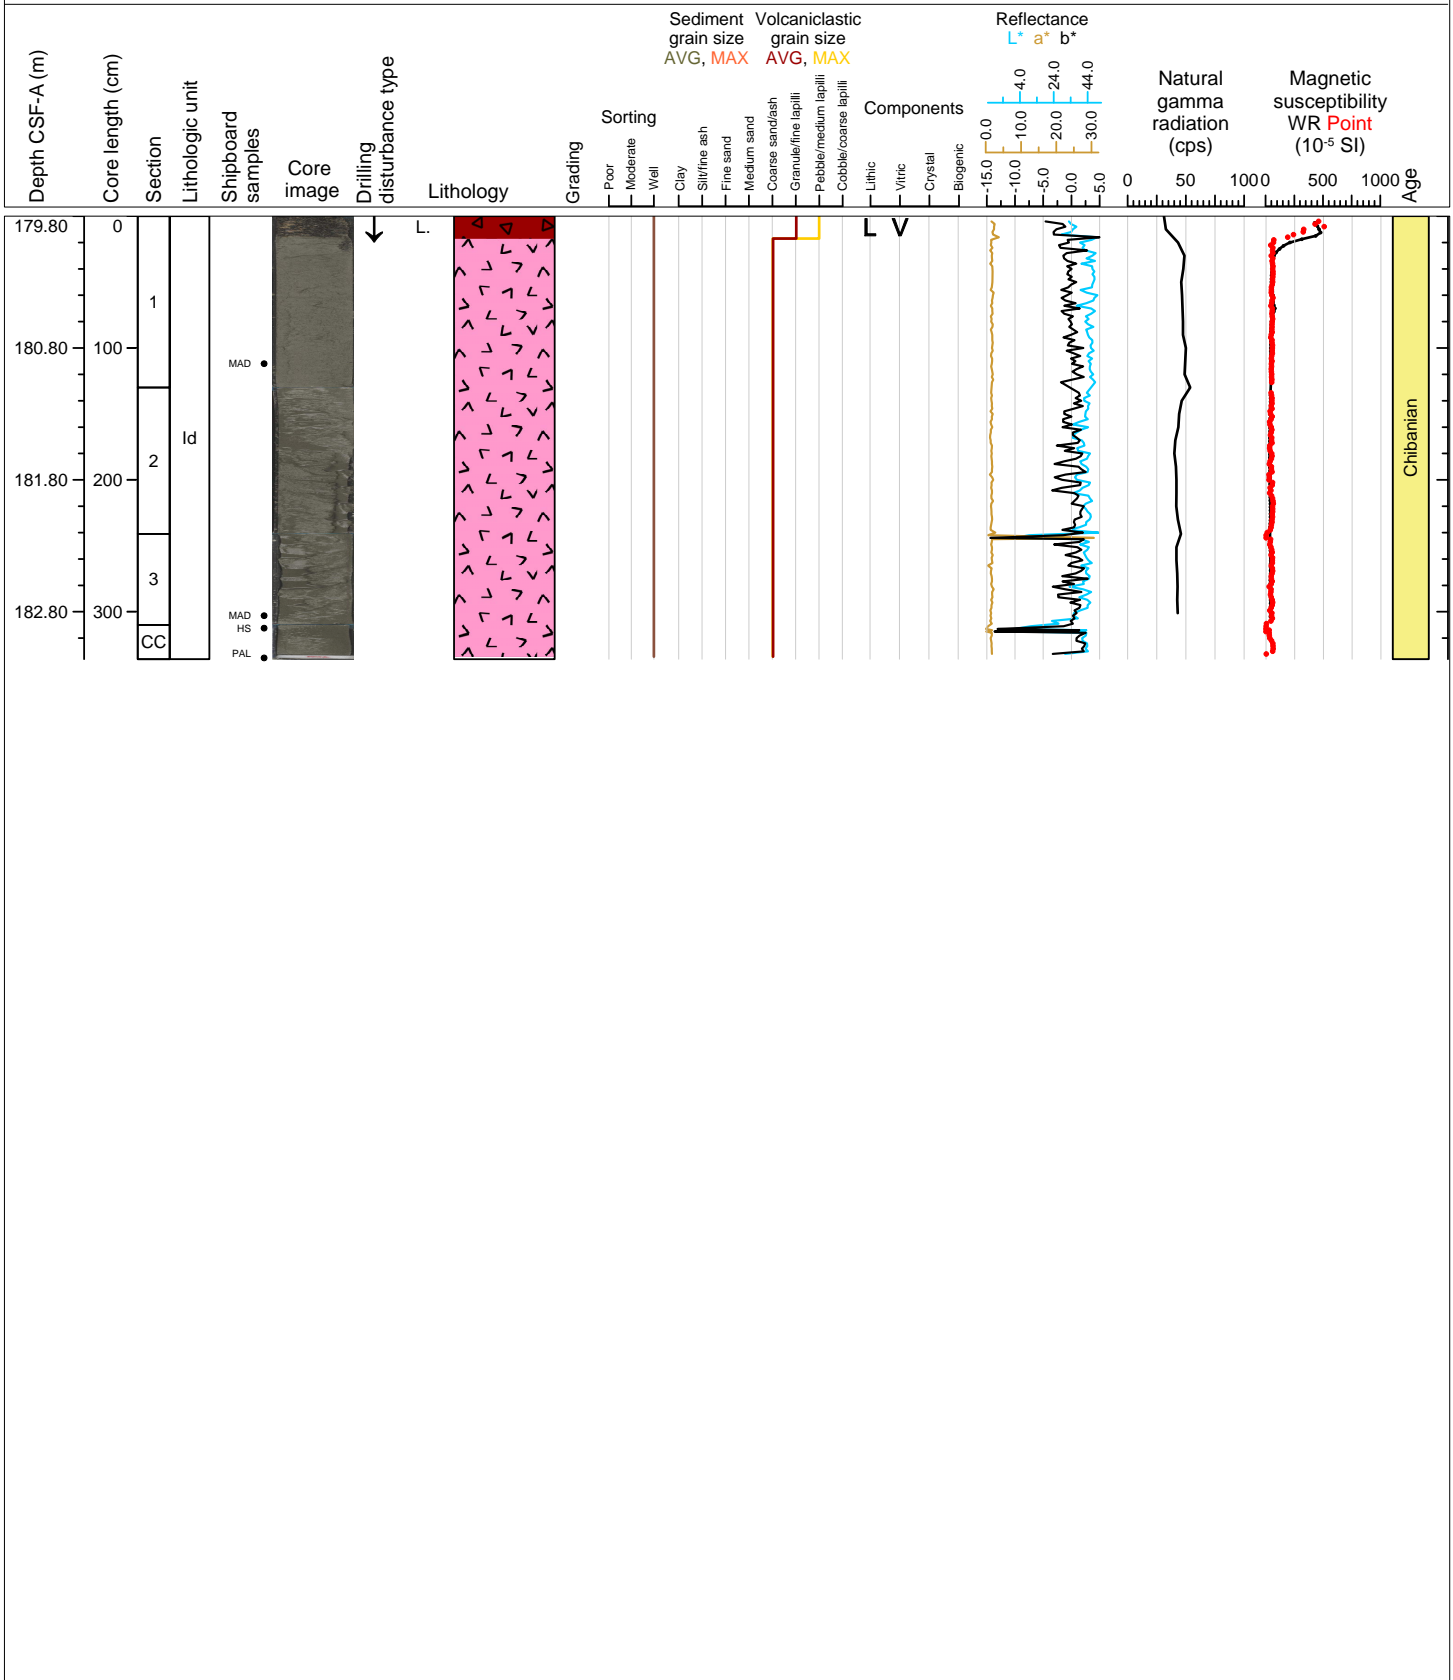 Sediment
grain size
AVG, MAX
Volcaniclastic
grain size
AVG, MAX
Reflectance
L* a* b*
Depth CSF-A (m)
Core length (cm)
Section
Lithologic unit
Shipboard
samples
Core
image
Drilling
disturbance type
Lithology
Grading
Sorting
Poor
Moderate
Well
Clay
Silt/fine ash
Fine sand
Medium sand
Coarse sand/ash
Granule/fine lapilli
Pebble/medium lapilli
Cobble/coarse lapilli
Components
Lithic
Vitric
Crystal
Biogenic
4.0 24.0 44.0
0.0 10.0 20.0 30.0
-15.0 -10.0 -5.0 0.0 5.0
Natural
gamma
radiation
(cps)
0 50 100
Magnetic
susceptibility
WR Point
(10-5 SI)
0 0 500 1000
Age
179.80 0 L. L V
1
180.80 100 MAD
Id
2
181.80 200
Chibanian
3
182.80 300 MAD
HS
CC
PAL